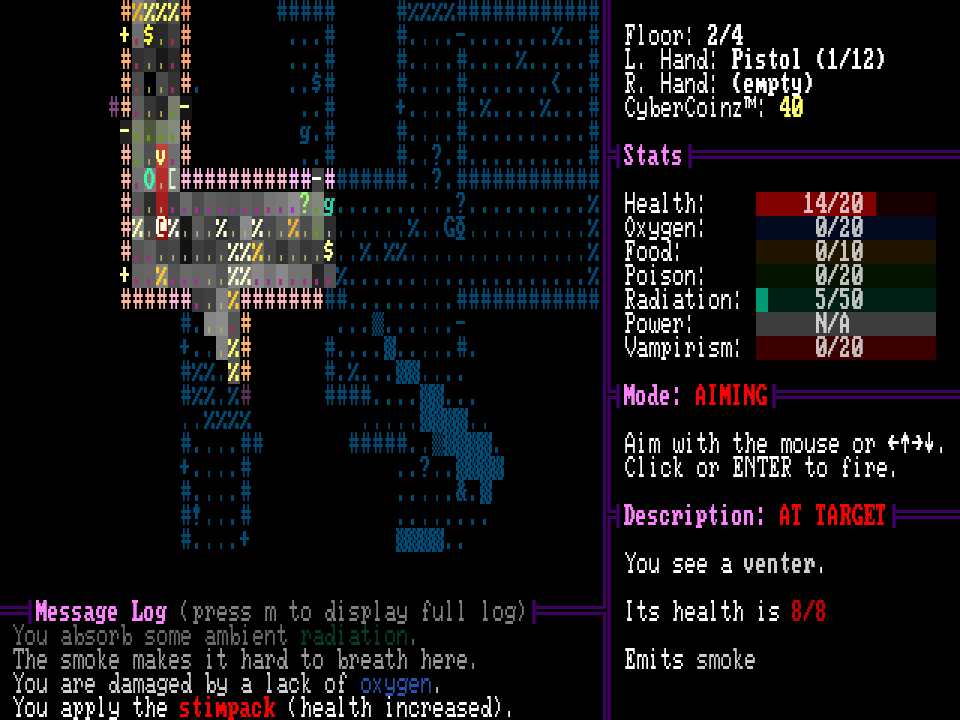 Floor: 2/4
L. Hand: Pistol (1/12)
R. Hand: (empty)
CyberCoinz™: 40
Stats
Health: 14/20
Oxygen: 0/20
Food: 0/10
Poison: 0/20
Radiation: 5/50
Power: N/A
Vampirism: 0/20
Mode: AIMING
Aim with the mouse or ←↑→↓.
Click or ENTER to fire.
Description: AT TARGET
You see a venter.
Its health is 8/8
Emits smoke
Message Log (press m to display full log)
You absorb some ambient radiation.
The smoke makes it hard to breath here.
You are damaged by a lack of oxygen.
You apply the stimpack (health increased).